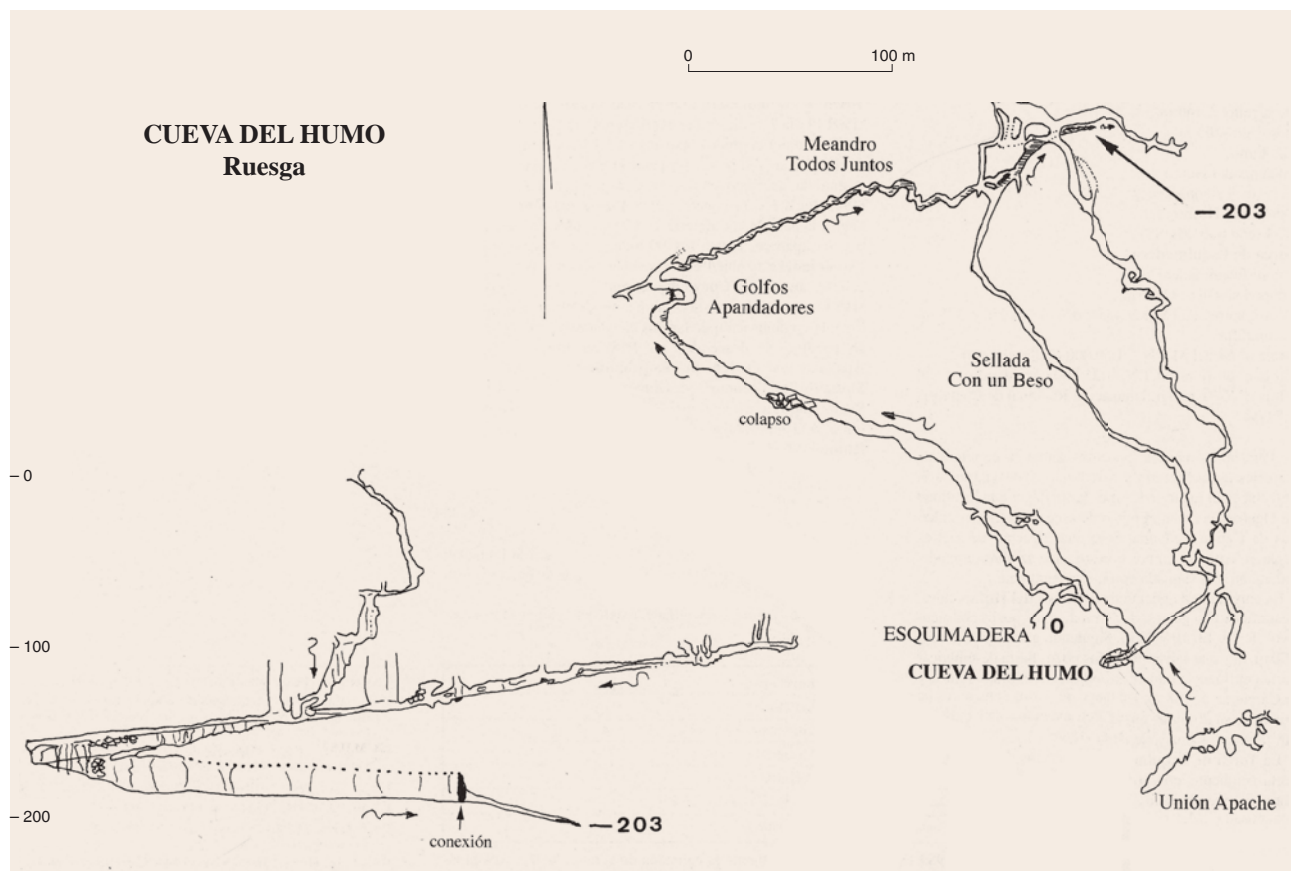 0 100 m
CUEVA DEL HUMO
Ruesga
Meandro
Todos Juntos
— 203
Golfos
Apandadores
Sellada
Con un Beso
colapso
0
ESQUIMADERA
0
CUEVA DEL HUMO
100
Unión Apache
200
— 203
conexión